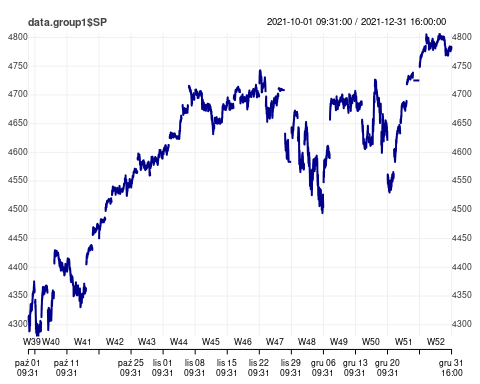 data.group1$SP 2021-10-01 09:31:00 / 2021-12-31 16:00:00
4800 4800
4700 4700
4600 4600
4550 4550
4500 4500
4450 4450
4400 4400
4350 4350
4300 4300
W39 W40 W41 W42 W43 W44 W45 W46 W47 W48 W49 W50 W51 W52
paź 01 paź 11 paź 25 lis 01 lis 08 lis 15 lis 22 lis 29 gru 06 gru 13 gru 20 gru 31
09:31 09:31 09:31 09:31 09:31 09:31 09:31 09:31 09:31 09:31 09:31 16:00